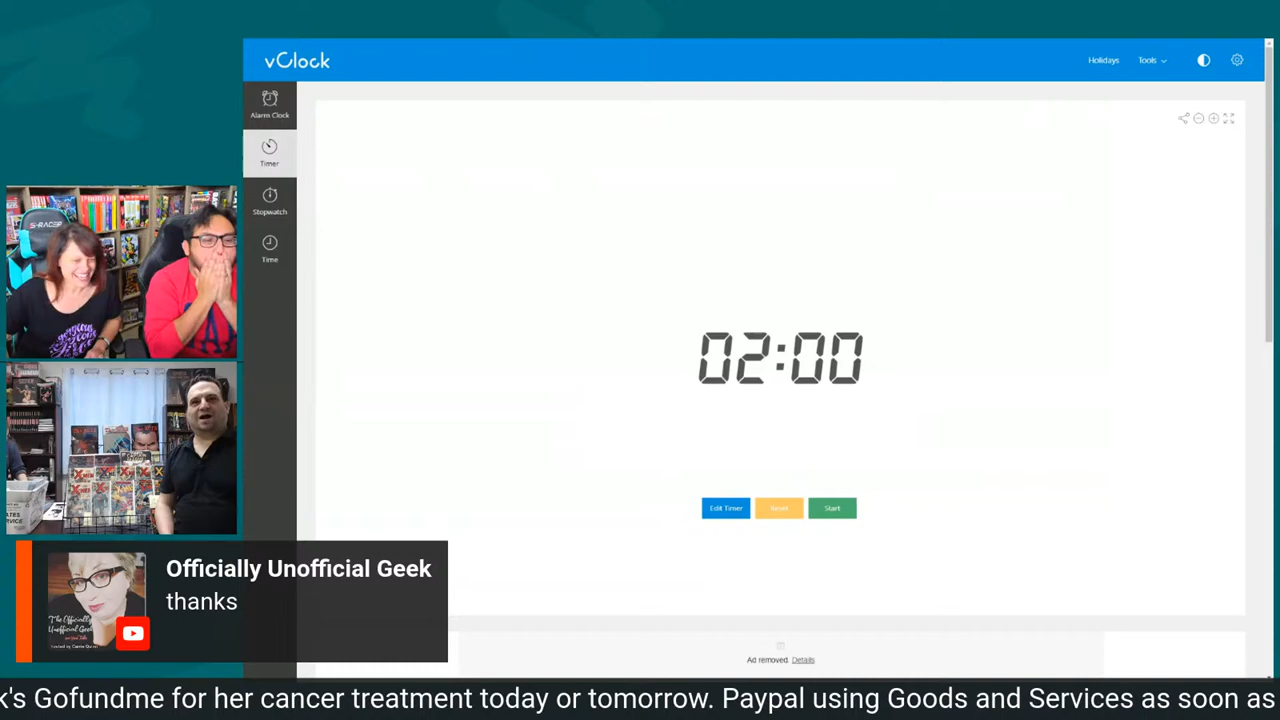 vClock
Holidays
Tools
Alarm Clock
Timer
Stopwatch
Time
S-RACER
02:00
Edit Timer
Reset
Start
Officially Unofficial Geek
thanks
Ad removed. Details
k's Gofundme for her cancer treatment today or tomorrow. Paypal using Goods and Services as soon as